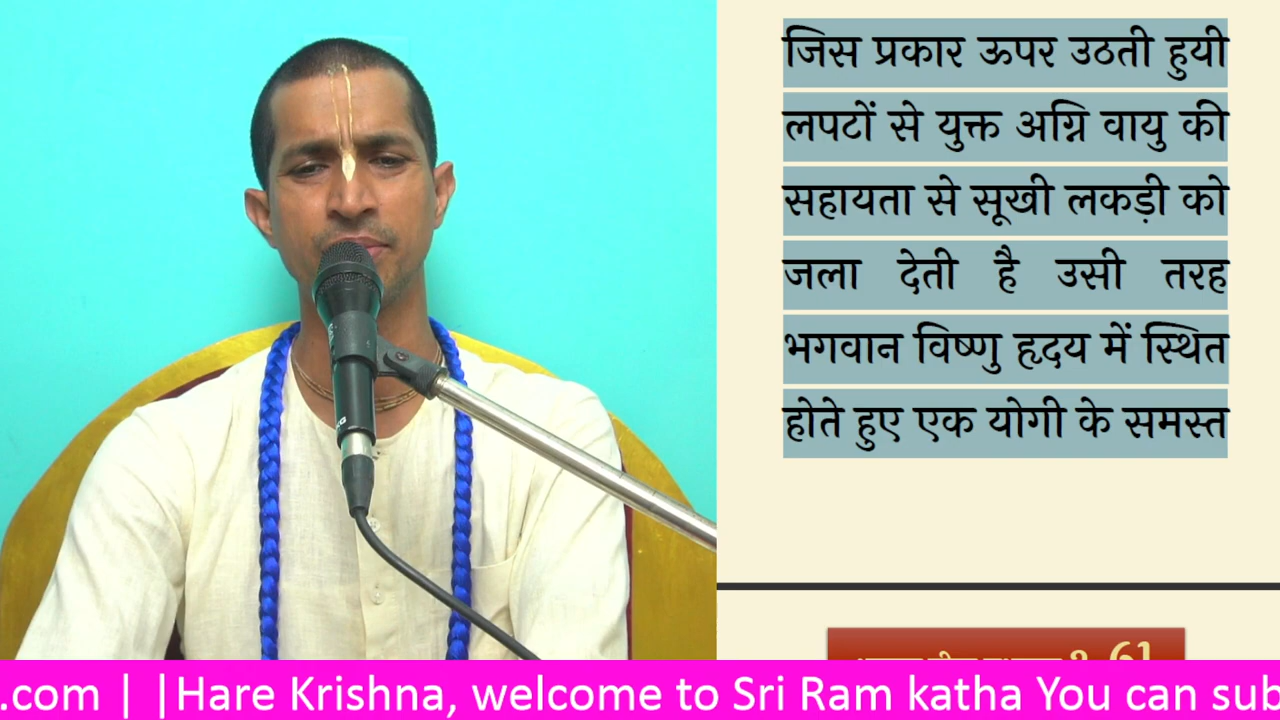 जिस प्रकार ऊपर उठती हुयी
लपटों से युक्त अग्नि वायु की
सहायता से सूखी लकड़ी को
जला देती है उसी तरह
भगवान विष्णु हृदय में स्थित
होते हुए एक योगी के समस्त
61
.com | |Hare Krishna, welcome to Sri Ram katha You can sub